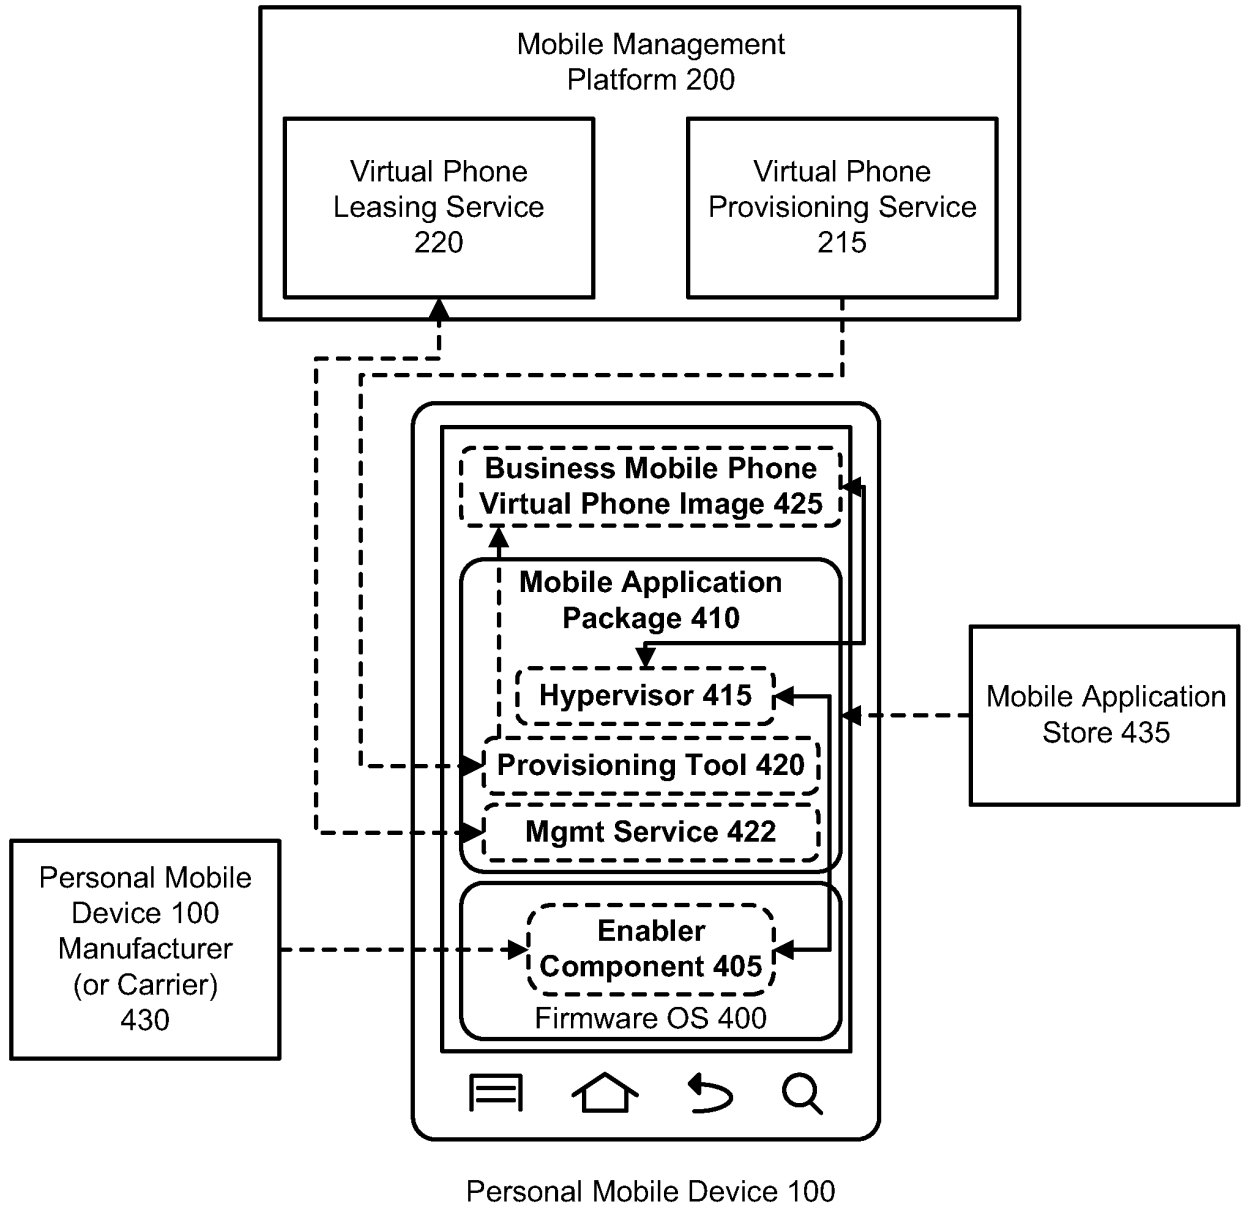 Mobile Management
Platform 200
Virtual Phone
Leasing Service
220
Virtual Phone
Provisioning Service
215
Business Mobile Phone
Virtual Phone Image 425
Mobile Application
Package 410
Hypervisor 415
Provisioning Tool 420
Mgmt Service 422
Mobile Application
Store 435
Personal Mobile
Device 100
Manufacturer
(or Carrier)
430
Enabler
Component 405
Firmware OS 400
Personal Mobile Device 100